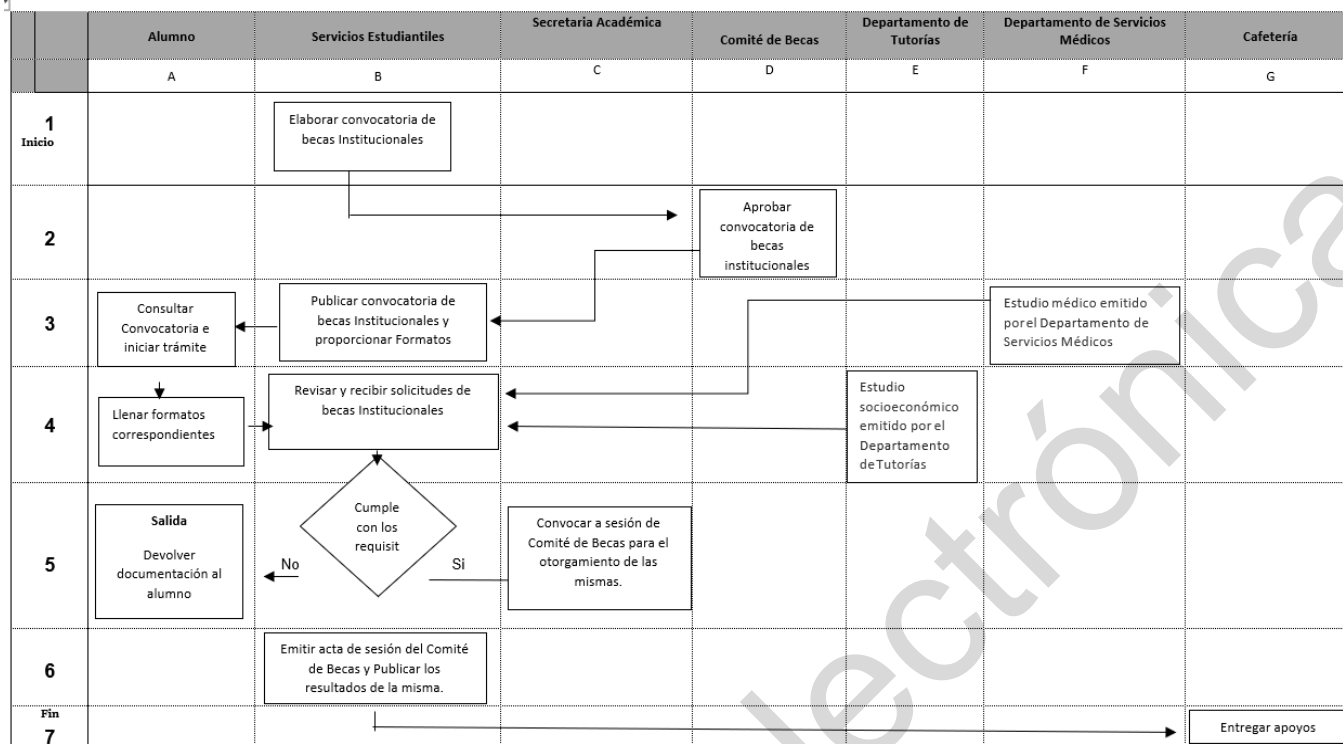 Alumno
Servicios Estudiantiles
Secretaria Académica
Comité de Becas
Departamento de
Tutorías
Departamento de Servicios
Médicos
Cafetería
A
B
C
D
E
F
G
1
Inicio
Elaborar convocatoria de
becas Institucionales
2
Aprobar
convocatoria de
becas
institucionales
3
Consultar
Convocatoria e
iniciar trámite
Publicar convocatoria de
becas Institucionales y
proporcionar Formatos
Estudio médico emitido
porel Departamento de
Servicios Médicos
4
Llenar formatos
correspondientes
Revisar y recibir solicitudes de
becas Institucionales
Estudio
socioeconómico
emitido por el
Departamento
deTutorías
5
Salida
Devolver
documentación al
alumno
No
Cumple
con los
requisit
Si
Convocar a sesión de
Comité de Becas para el
otorgamiento de las
mismas.
6
Emitir acta de sesión del Comité
de Becas y Publicar los
resultados de la misma.
Fin
7
Entregar apoyos
lectrónica